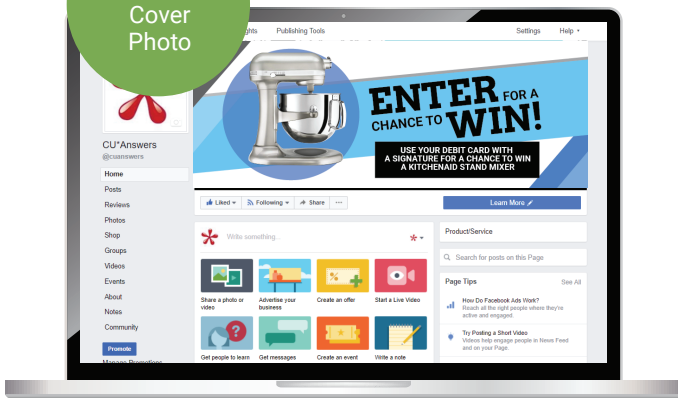 Cover
Photo
Publishing Tools
Settings
Help
ENTER FOR A
CHANCE TO WIN!
USE YOUR DEBIT CARD WITH
A SIGNATURE FOR A CHANCE TO WIN
A KITCHENAID STAND MIXER
CU*Answers
@cuanswers
Home
Posts
Reviews
Photos
Shop
Groups
Videos
Events
About
Notes
Community
Promote
Manage Promotions
Liked
Following
Share
...
Learn More
Write something...
Share a photo or
video
Advertise your
business
Create an offer
Start a Live Video
Get people to learn
Get messages
Create an event
Write a note
Product/Service
Search for posts on this Page
Page Tips
See All
How Do Facebook Ads Work?
Reach all the right people where they're
active and engaged.
Try Posting a Short Video
Videos help engage people in News Feed
and on your Page.